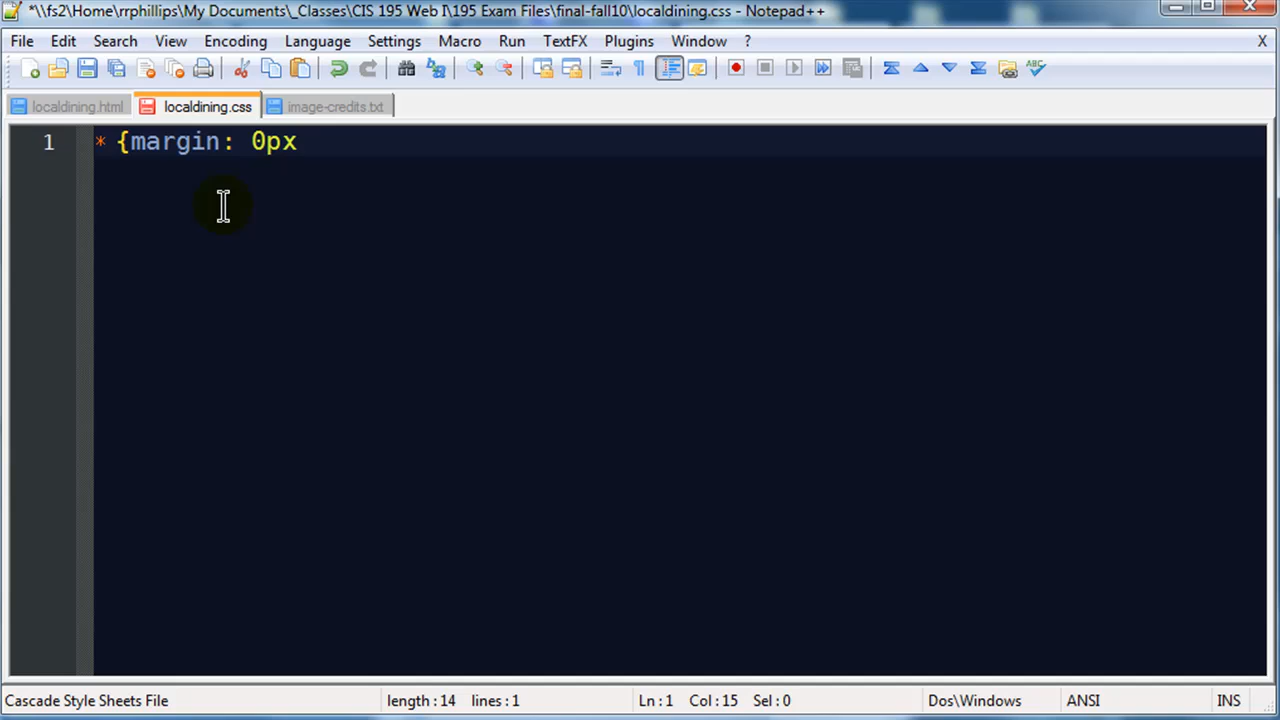 *\\fs2\Home\rrphillips\My Documents\_Classes\CIS 195 Web I\195 Exam Files\final-fall10\localdining.css - Notepad++
File Edit Search View Encoding Language Settings Macro Run TextFX Plugins Window ? X
ABC
localdining.html localdining.css image-credits.txt
1 * {margin: 0px
Cascade Style Sheets File length : 14 lines : 1 Ln : 1 Col : 15 Sel : 0 Dos\Windows ANSI INS